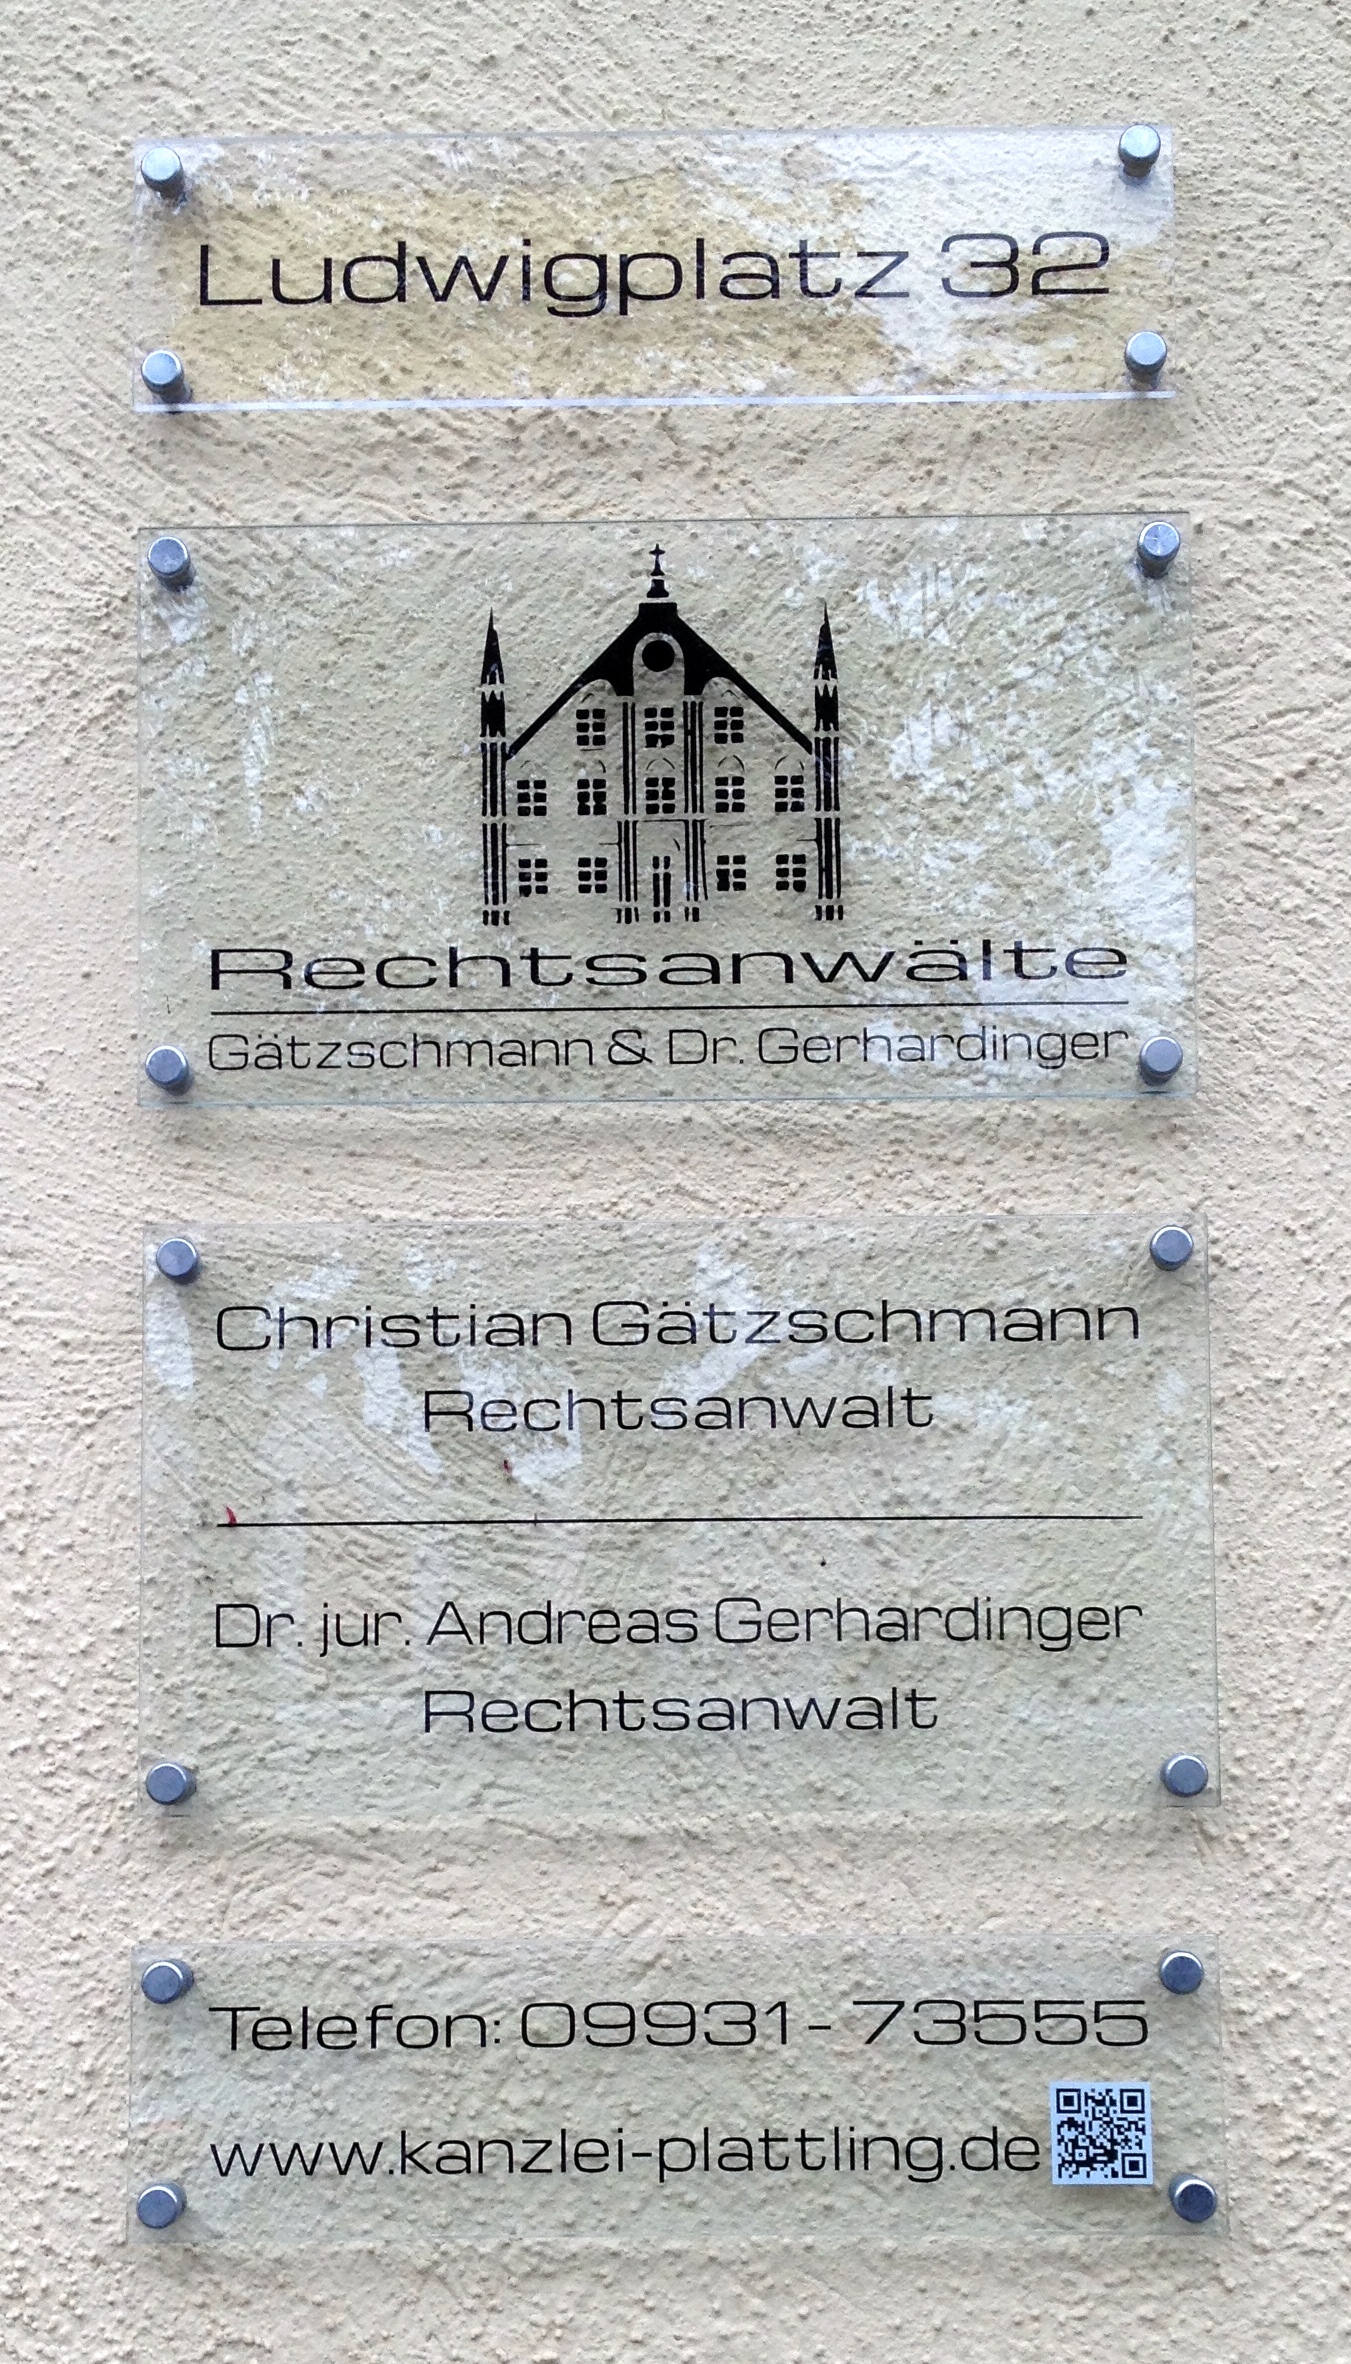 Ludwigplatz 32
Rechtsanwälte
Gätzschmann & Dr. Gerhardinger
Christian Gätzschmann
Rechtsanwalt
Dr. jur. Andreas Gerhardinger
Rechtsanwalt
Telefon: 09931 - 73555
www.kanzlei-plattling.de